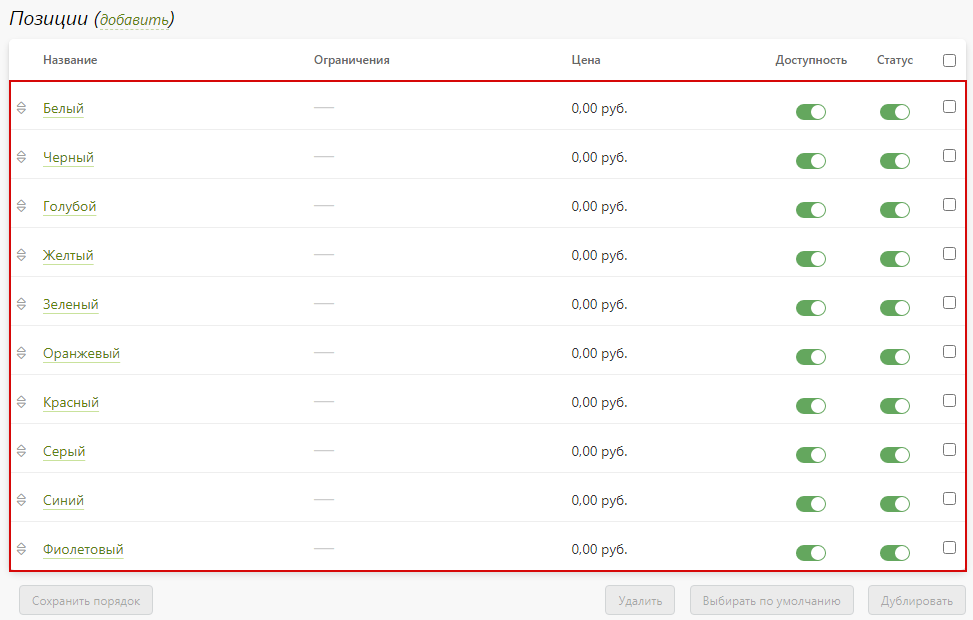 Позиции (добавить)
Название Ограничения Цена Доступность Статус
Белый — 0,00 руб.
Черный — 0,00 руб.
Голубой — 0,00 руб.
Желтый — 0,00 руб.
Зеленый — 0,00 руб.
Оранжевый — 0,00 руб.
Красный — 0,00 руб.
Серый — 0,00 руб.
Синий — 0,00 руб.
Фиолетовый — 0,00 руб.
Сохранить порядок Удалить Выбирать по умолчанию Дублировать